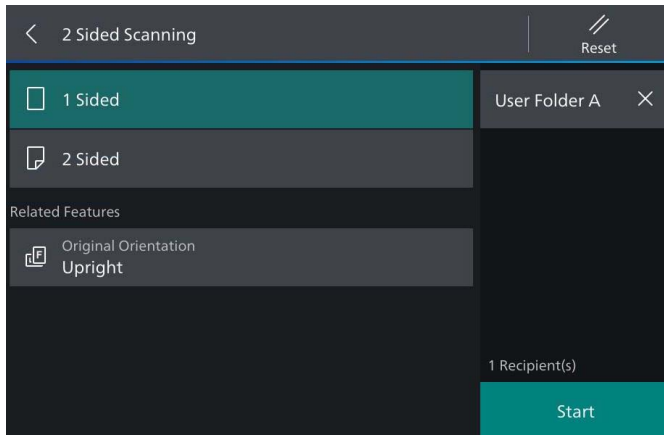 2 Sided Scanning
Reset
1 Sided
2 Sided
Related Features
Original Orientation
Upright
User Folder A
1 Recipient(s)
Start